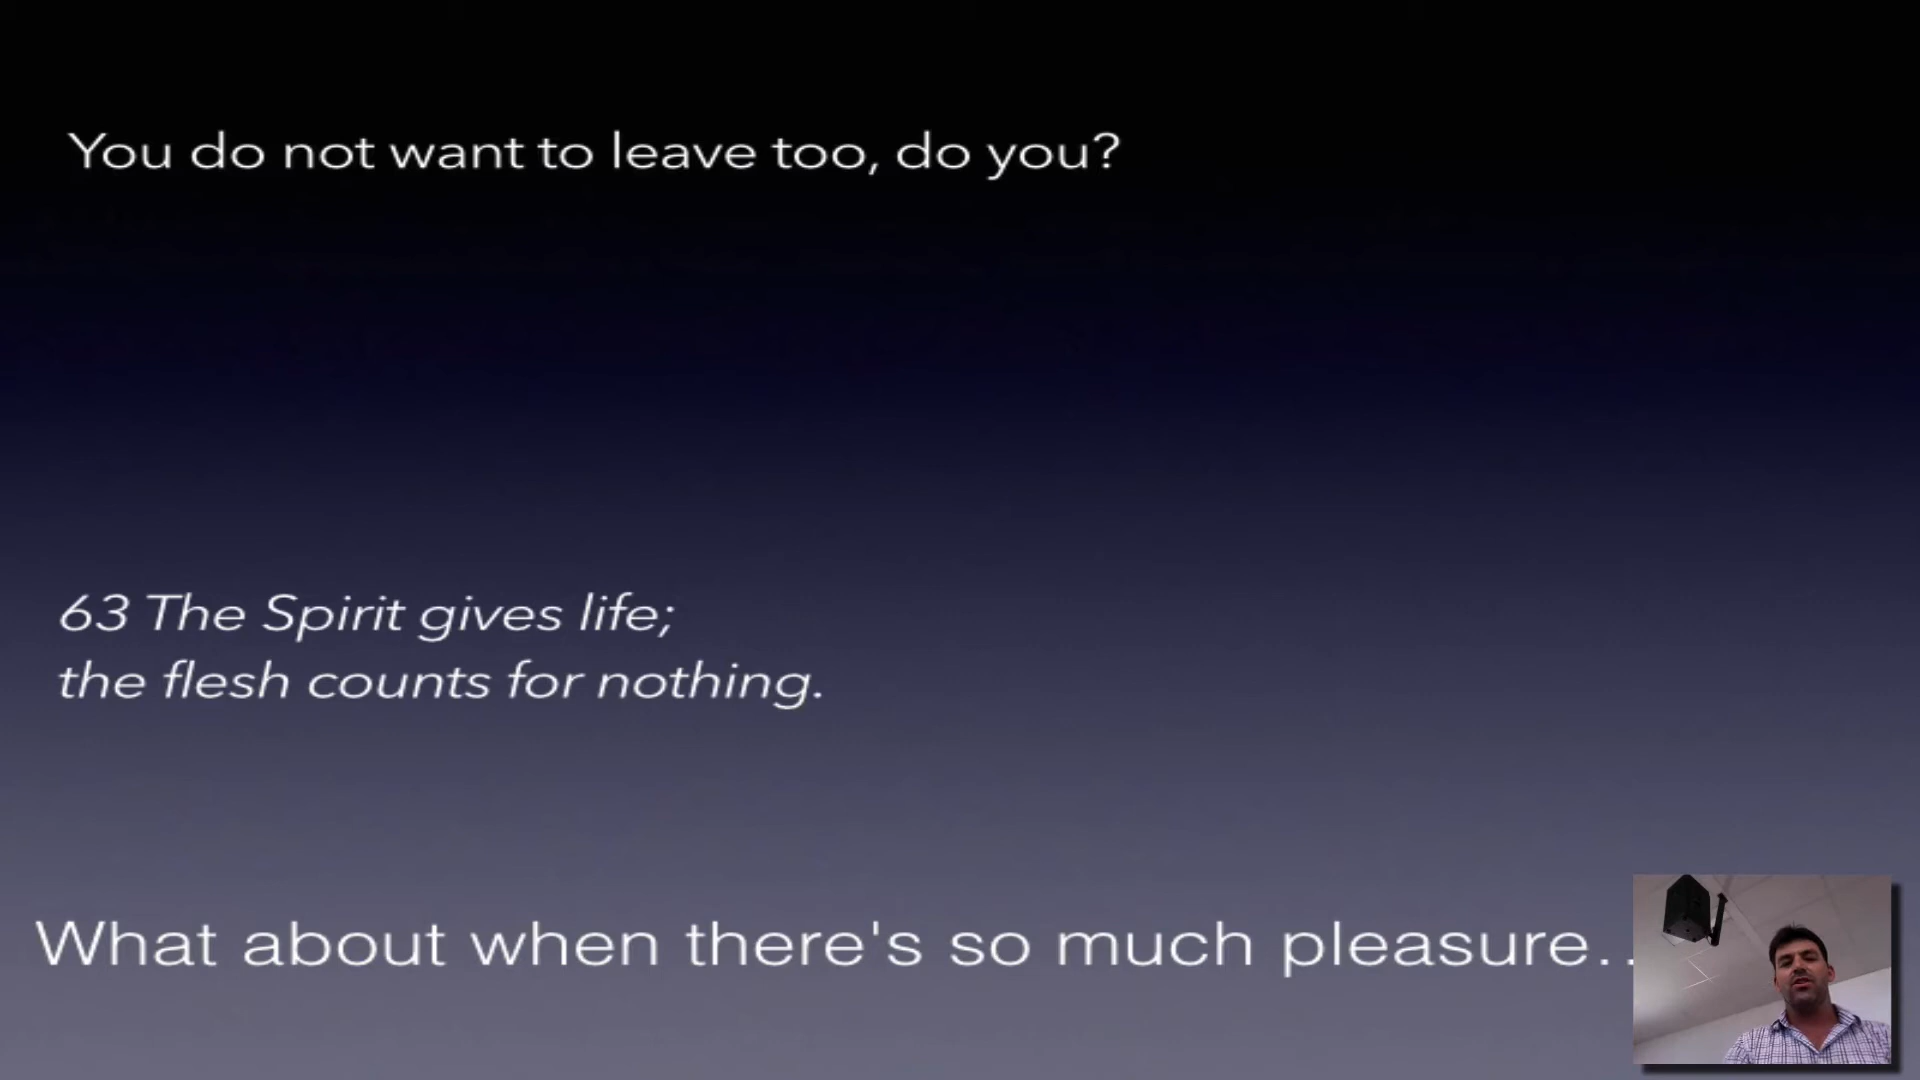 You do not want to leave too, do you?
63 The Spirit gives life;
the flesh counts for nothing.
What about when there's so much pleasure..